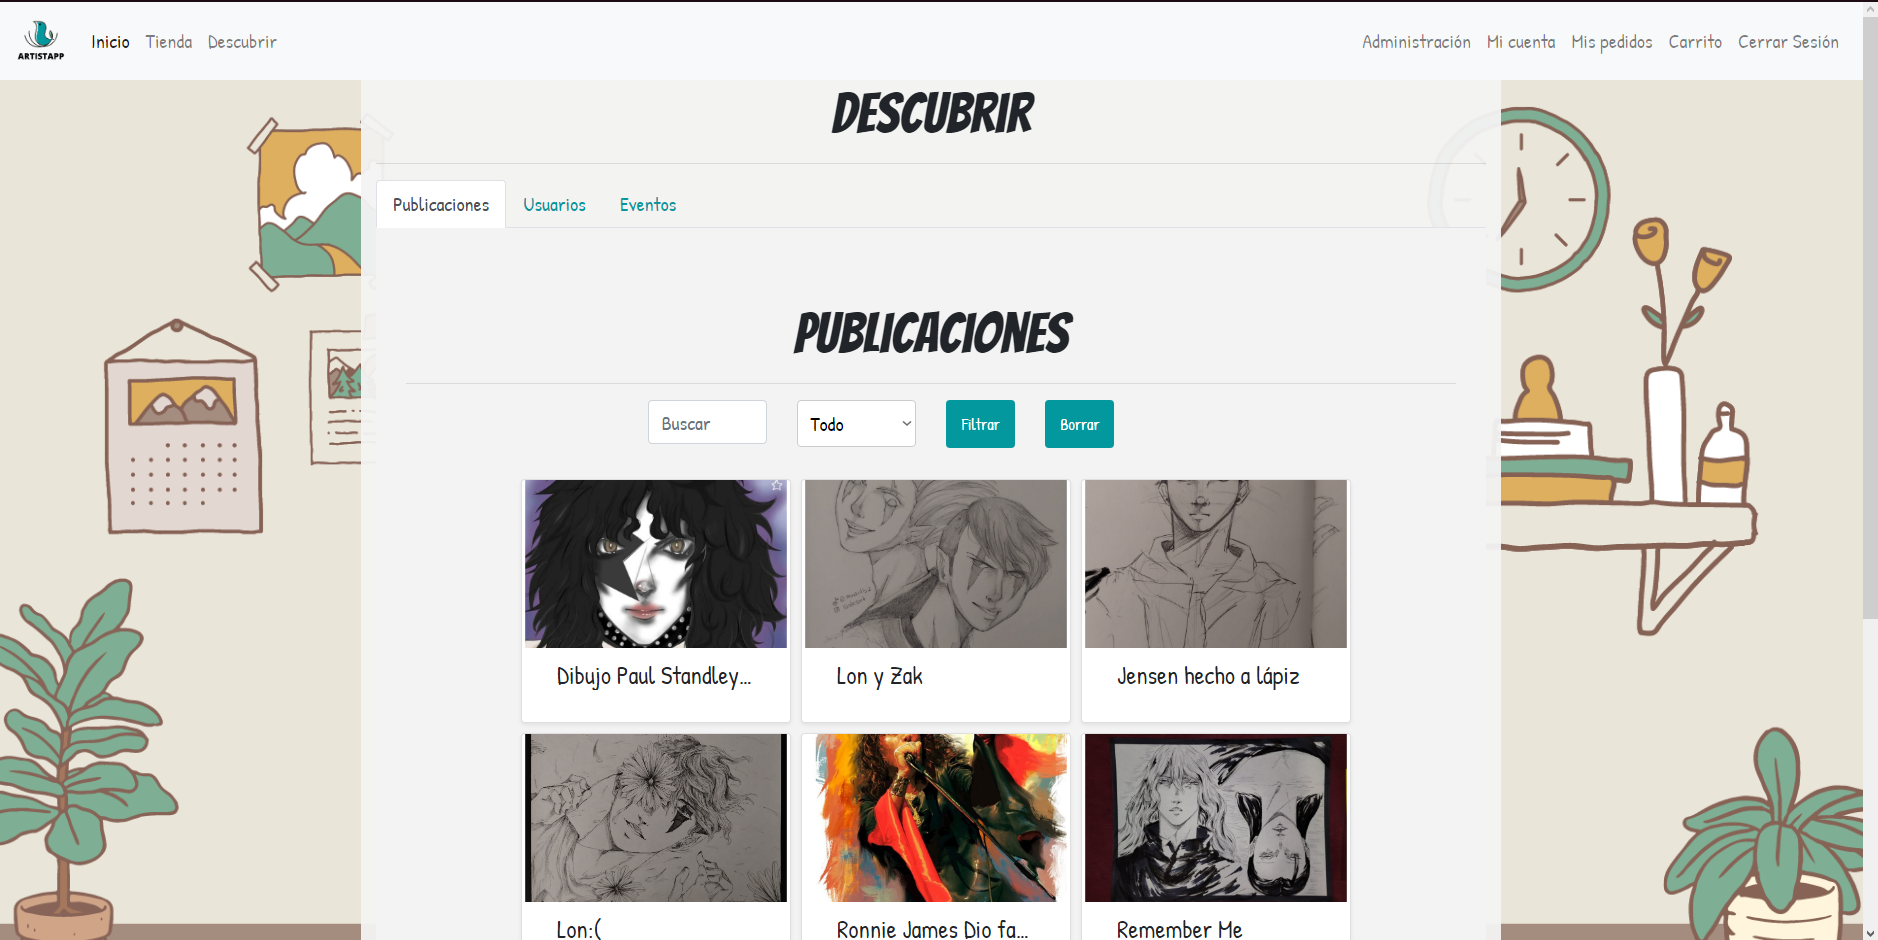 ARTISTAPP
Inicio Tienda Descubrir
Administración Mi cuenta Mis pedidos Carrito Cerrar Sesión
DESCUBRIR
Publicaciones Usuarios Eventos
PUBLICACIONES
Buscar Todo Filtrar Borrar
Dibujo Paul Standley...
Lon y Zak
Jensen hecho a lápiz
Lon:(
Ronnie James Dio fa...
Remember Me